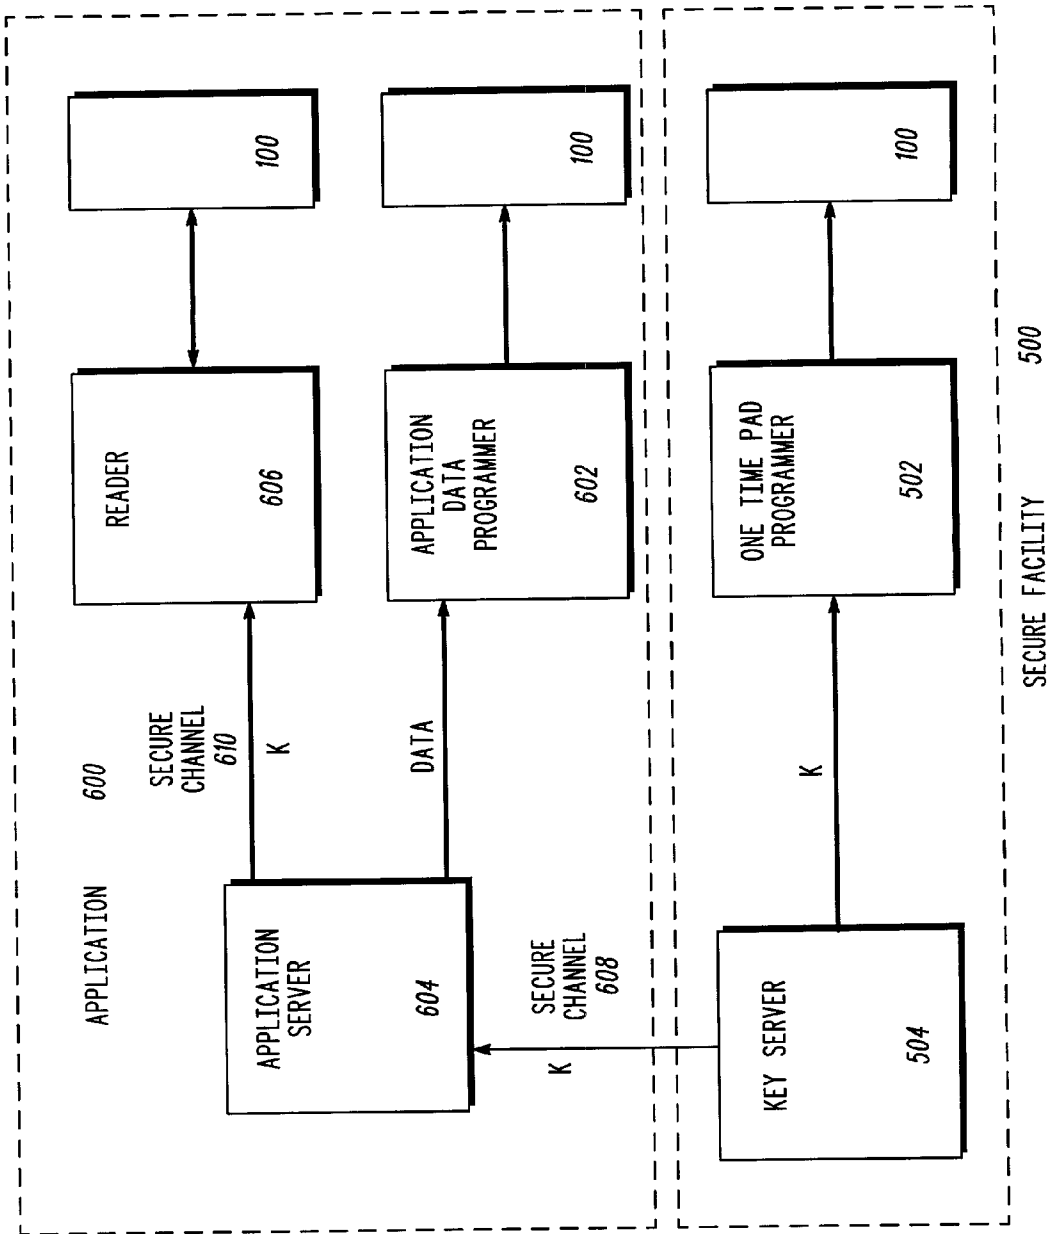 APPLICATION 600
READER
606
100
SECURE
CHANNEL
610
K
APPLICATION
SERVER
604
DATA
APPLICATION
DATA
PROGRAMMER
602
100
SECURE
CHANNEL
608
K
KEY SERVER
504
K
ONE TIME PAD
PROGRAMMER
502
100
SECURE FACILITY 500